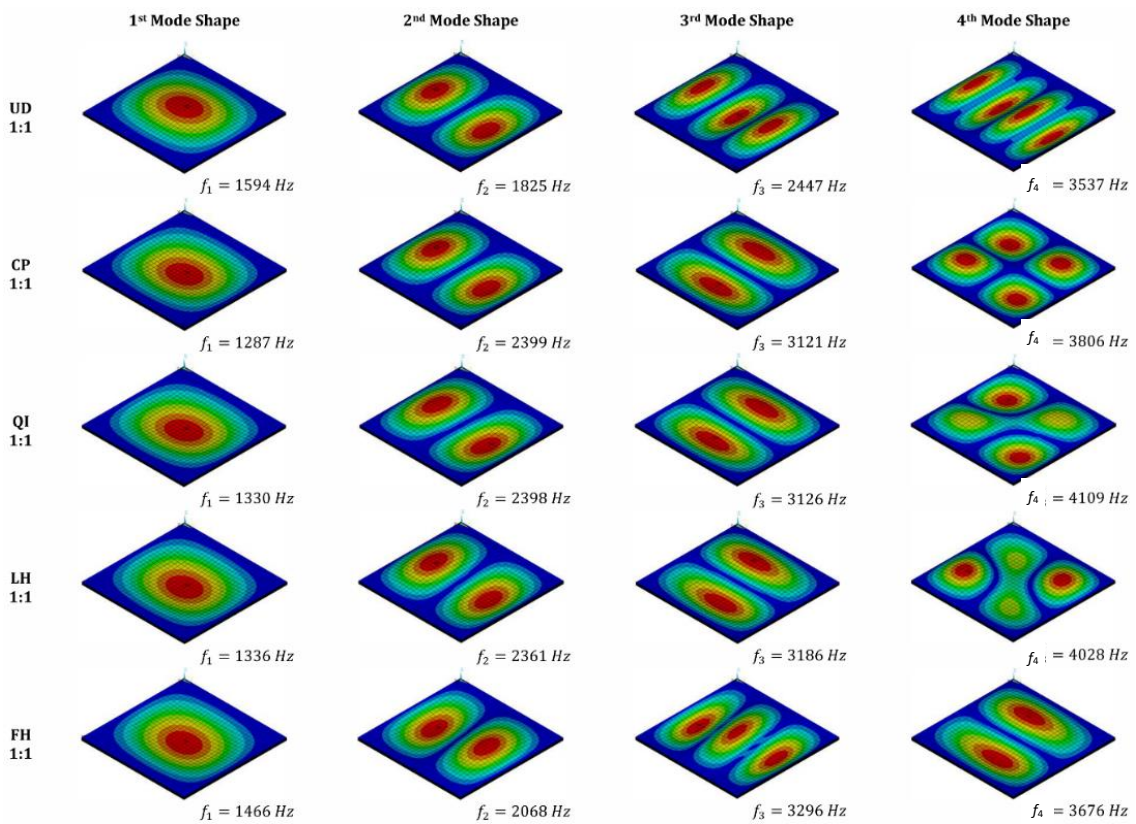 1st Mode Shape 2nd Mode Shape 3rd Mode Shape 4th Mode Shape
UD
1:1
f1 = 1594 Hz f2 = 1825 Hz f3 = 2447 Hz f4 = 3537 Hz
CP
1:1
f1 = 1287 Hz f2 = 2399 Hz f3 = 3121 Hz f4 = 3806 Hz
QI
1:1
f1 = 1330 Hz f2 = 2398 Hz f3 = 3126 Hz f4 = 4109 Hz
LH
1:1
f1 = 1336 Hz f2 = 2361 Hz f3 = 3186 Hz f4 = 4028 Hz
FH
1:1
f1 = 1466 Hz f2 = 2068 Hz f3 = 3296 Hz f4 = 3676 Hz